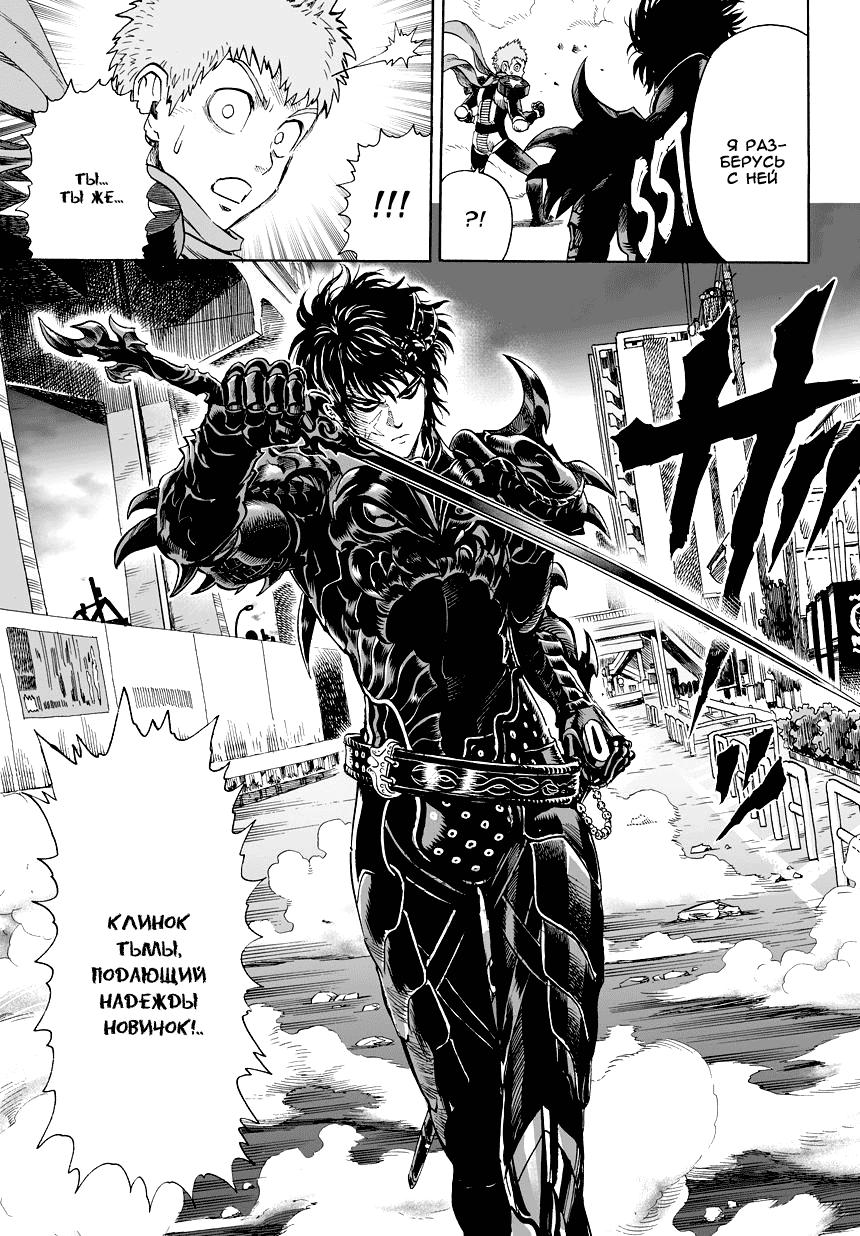 Я РАЗ-
БЕРУСЬ
С НЕЙ
?!
!!!
ТЫ...
ТЫ ЖЕ...
КЛИНОК
ТЬМЫ,
ПОДАЮЩИЙ
НАДЕЖДЫ
НОВИЧОК!..